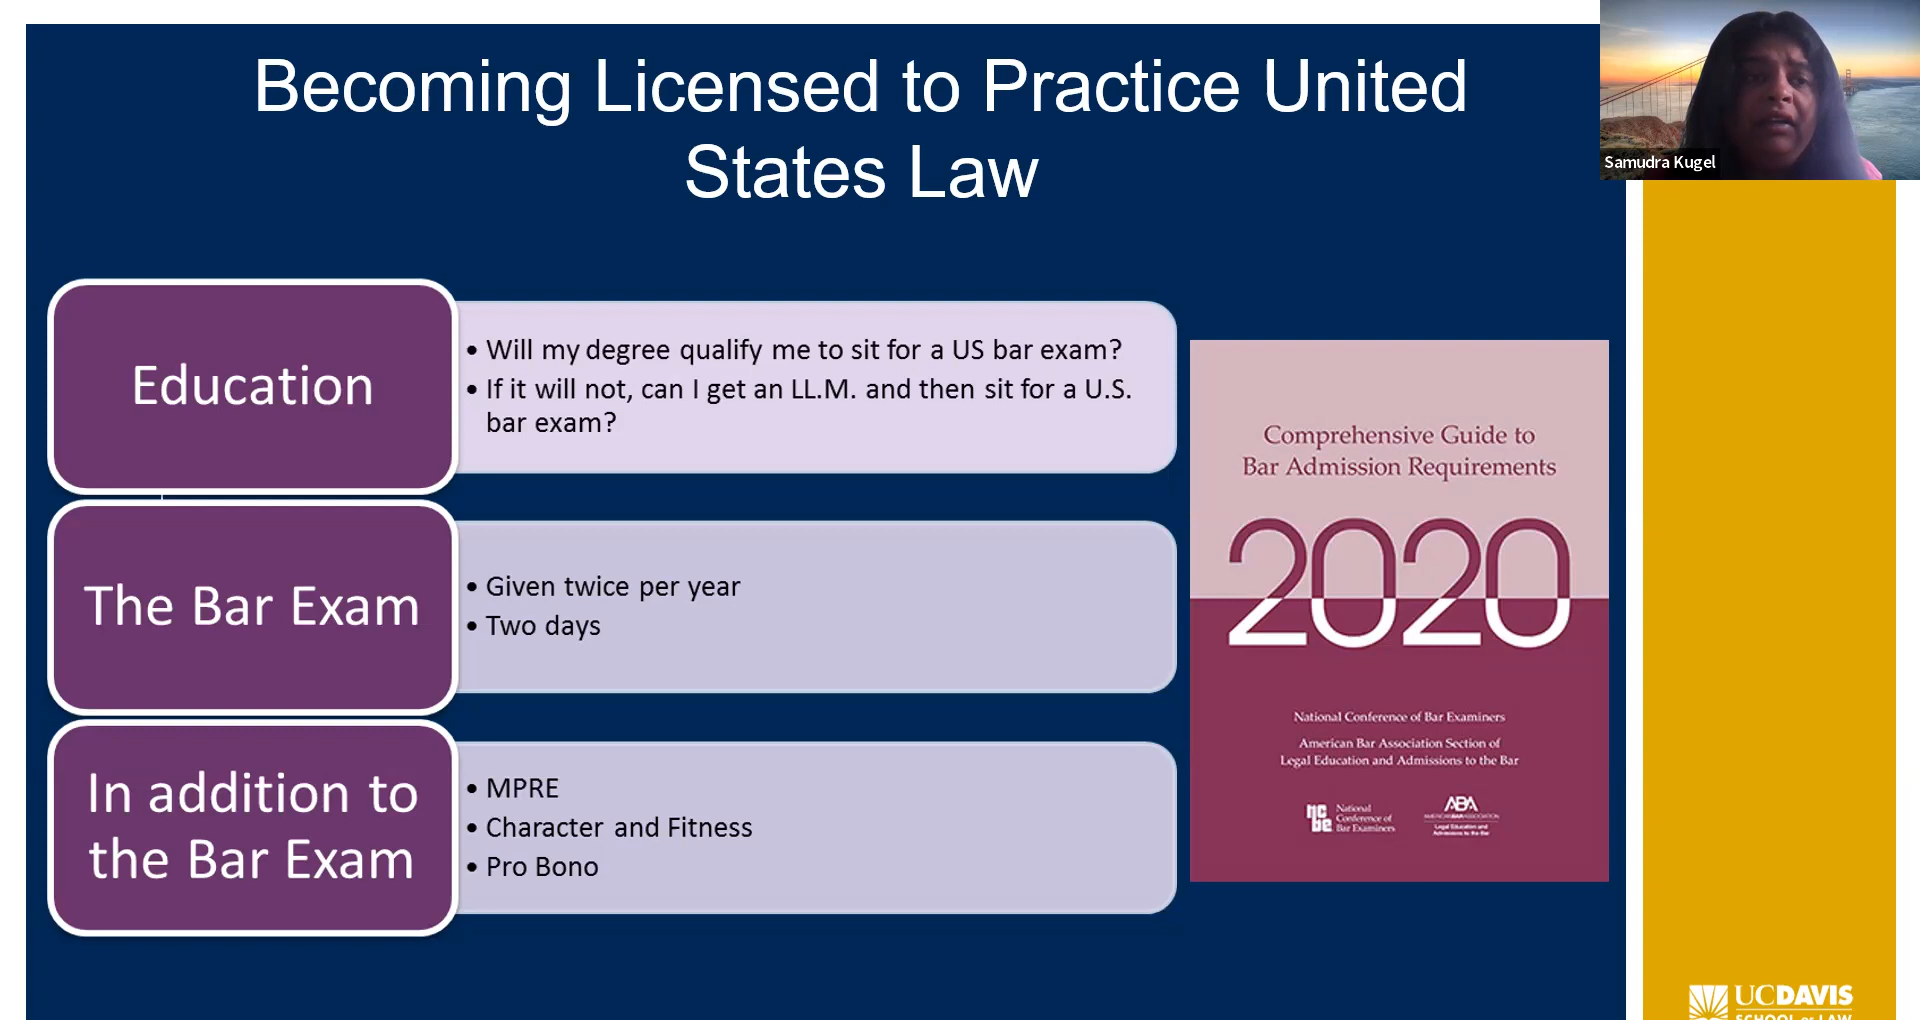 Becoming Licensed to Practice United
States Law
Samudra Kugel
Education
• Will my degree qualify me to sit for a US bar exam?
• If it will not, can I get an LL.M. and then sit for a U.S.
bar exam?
The Bar Exam
• Given twice per year
• Two days
In addition to
the Bar Exam
• MPRE
• Character and Fitness
• Pro Bono
Comprehensive Guide to
Bar Admission Requirements
2020
National Conference of Bar Examiners
American Bar Association Section of
Legal Education and Admissions to the Bar
ncbe
National
Conference of
Bar Examiners
ABA
AMERICAN BAR ASSOCIATION
Legal Education and
Admissions to the Bar
UCDAVIS
SCHOOL OF LAW